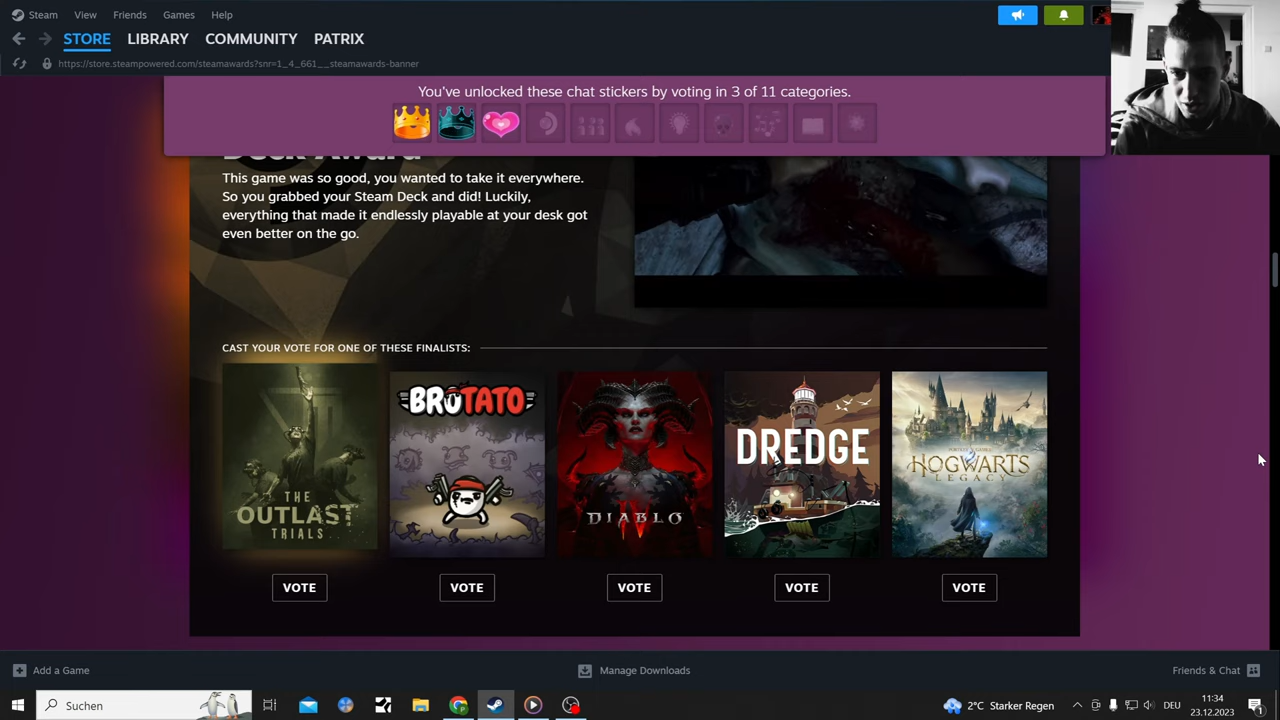 Steam View Friends Games Help
STORE LIBRARY COMMUNITY PATRIX
https://store.steampowered.com/steamawards?snr=1_4_661__steamawards-banner
You've unlocked these chat stickers by voting in 3 of 11 categories.
Deck Award
This game was so good, you wanted to take it everywhere.
So you grabbed your Steam Deck and did! Luckily,
everything that made it endlessly playable at your desk got
even better on the go.
CAST YOUR VOTE FOR ONE OF THESE FINALISTS:
THE
OUTLAST
TRIALS
BROTATO
DIABLO
DREDGE
HOGWARTS
LEGACY
VOTE VOTE VOTE VOTE VOTE
Add a Game Manage Downloads Friends & Chat
Suchen 2°C Starker Regen DEU 11:34
23.12.2023 1